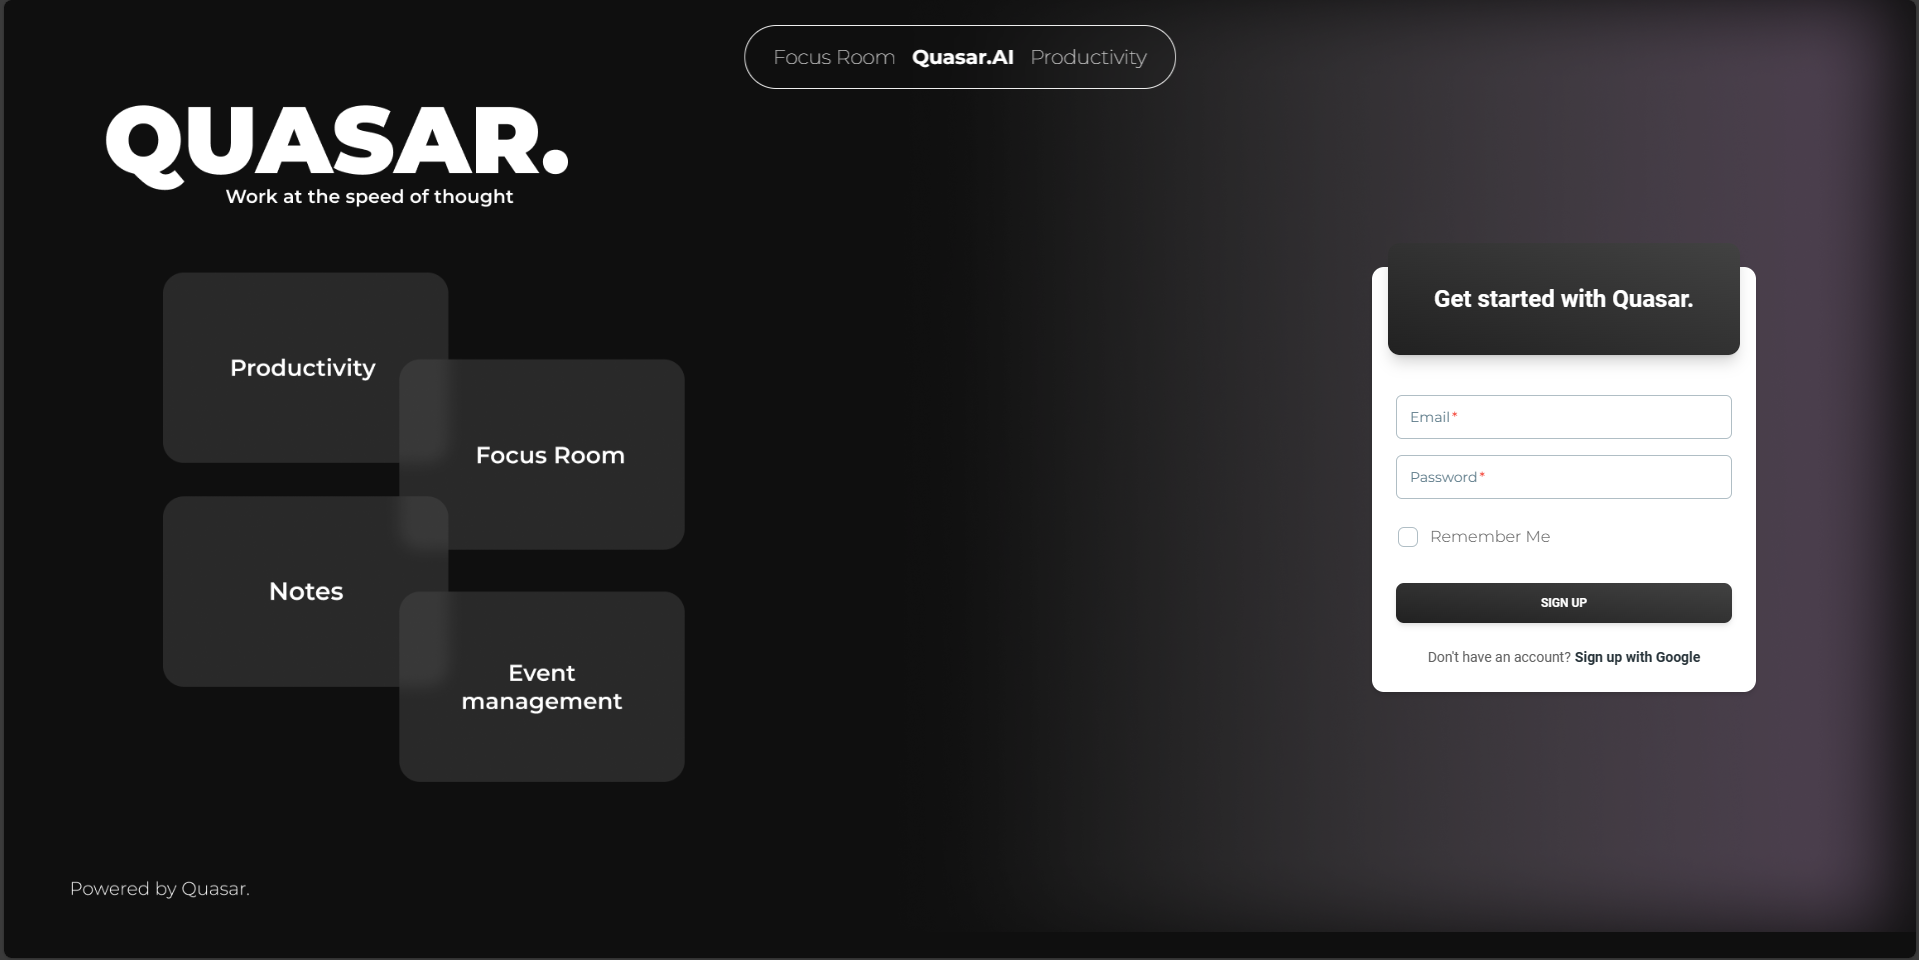 Focus Room Quasar.AI Productivity
QUASAR.
Work at the speed of thought
Productivity
Focus Room
Notes
Event
management
Get started with Quasar.
Email*
Password*
Remember Me
SIGN UP
Don't have an account? Sign up with Google
Powered by Quasar.